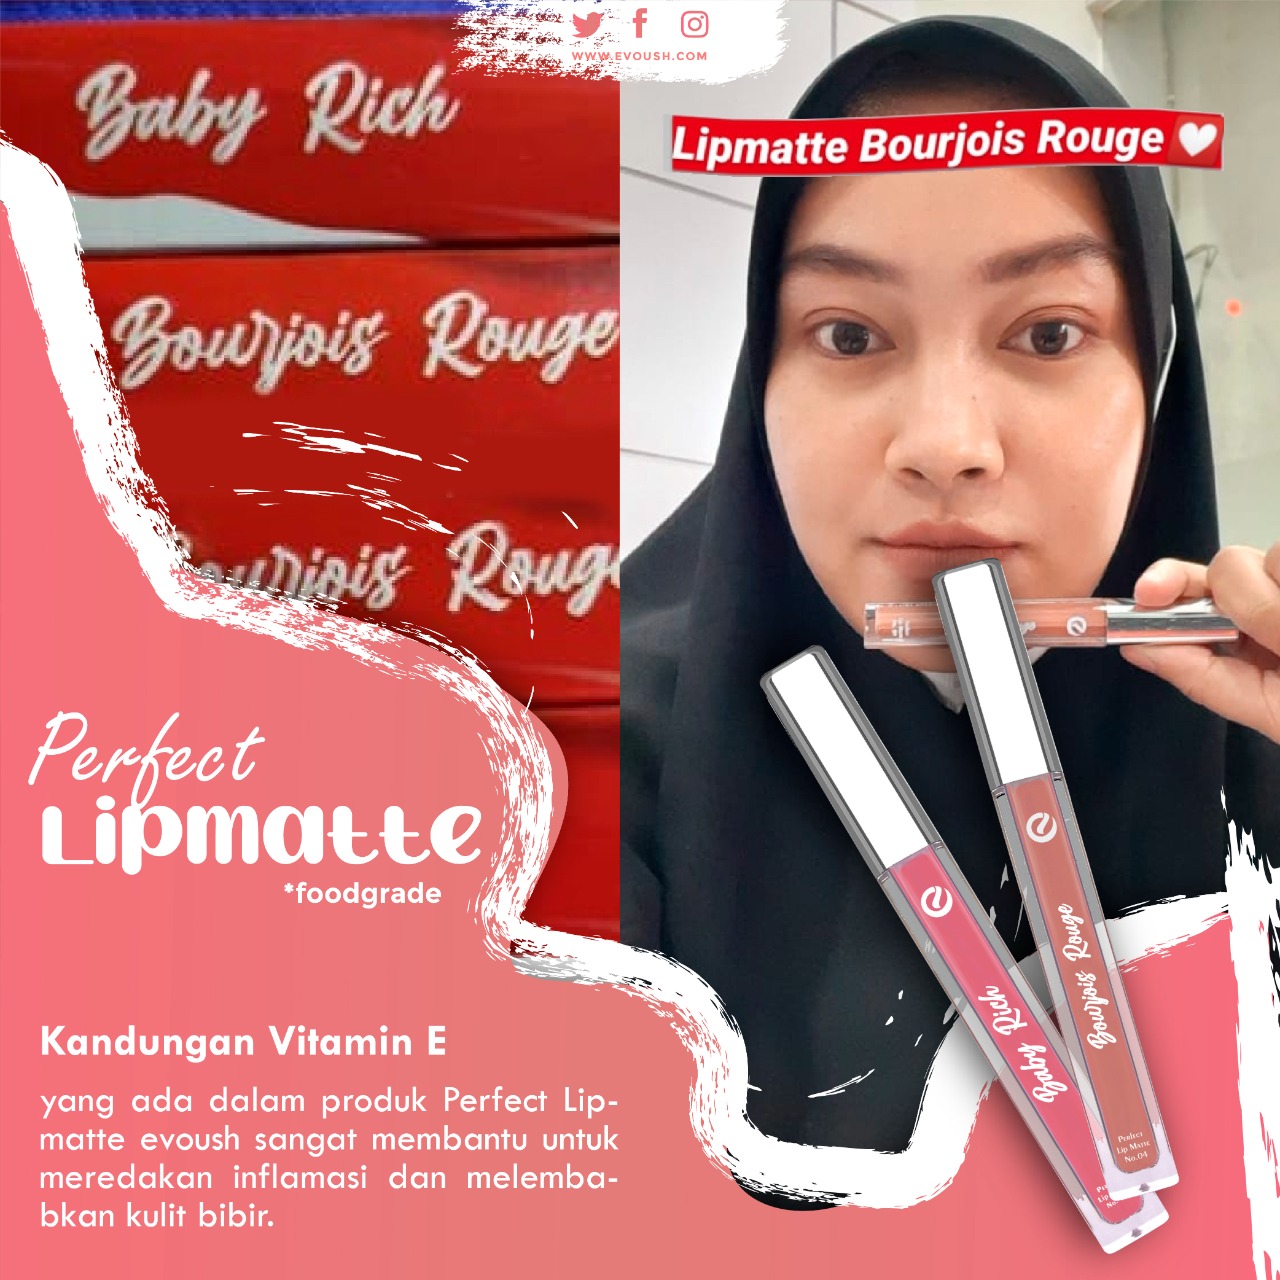 WWW.EVOUSH.COM
Baby Rich
Bourjois Rouge
Bourjois Rouge
Lipmatte Bourjois Rouge
Perfect
Lipmatte
*foodgrade
Kandungan Vitamin E
yang ada dalam produk Perfect Lip-
matte evoush sangat membantu untuk
meredakan inflamasi dan melemba-
bkan kulit bibir.
Baby Rich
Bourjois Rouge
Perfect
Lip Matte
No.04